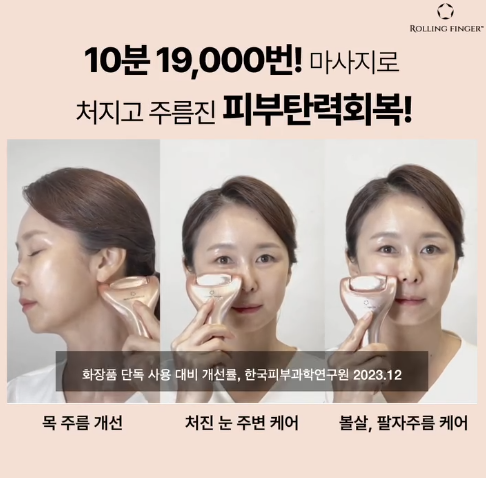 ROLLING FINGER™
10분 19,000번! 마사지로
처지고 주름진 피부탄력회복!
화장품 단독 사용 대비 개선률, 한국피부과학연구원 2023.12
목 주름 개선 처진 눈 주변 케어 볼살, 팔자주름 케어